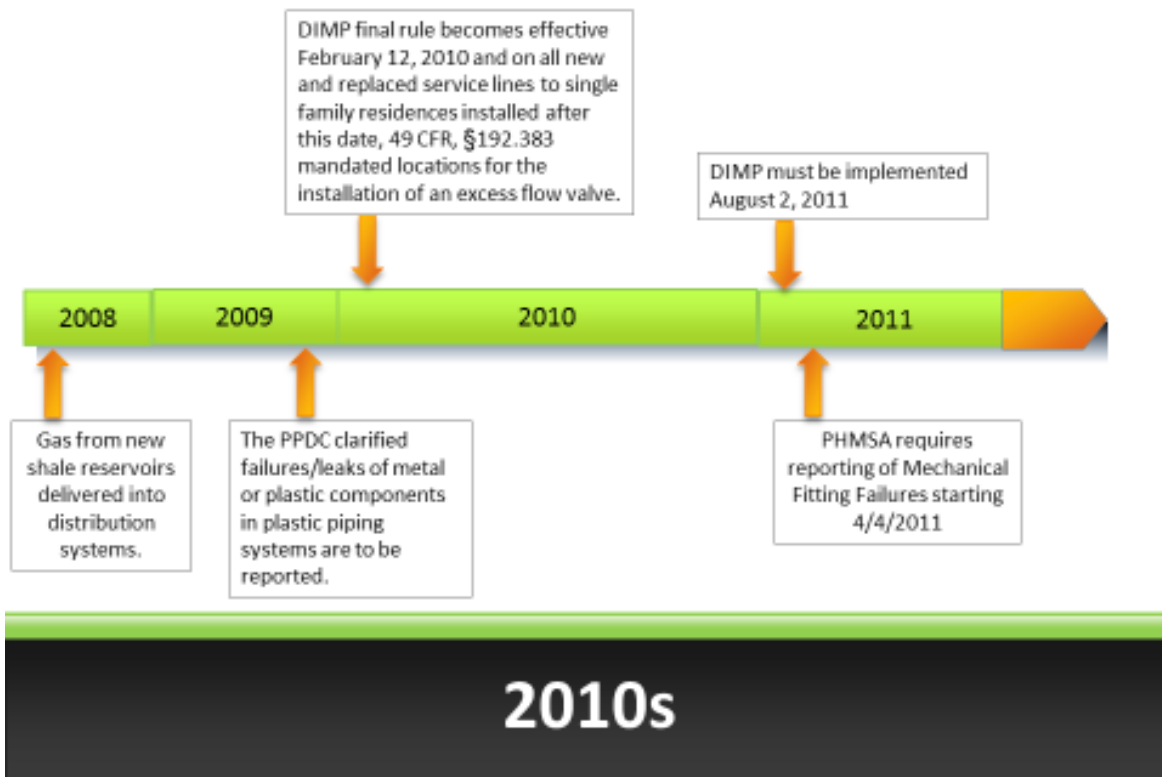 DIMP final rule becomes effective
February 12, 2010 and on all new
and replaced service lines to single
family residences installed after
this date, 49 CFR, §192.383
mandated locations for the
installation of an excess flow valve.
DIMP must be implemented
August 2, 2011
2008
2009
2010
2011
Gas from new
shale reservoirs
delivered into
distribution
systems.
The PPDC clarified
failures/leaks of metal
or plastic components
in plastic piping
systems are to be
reported.
PHMSA requires
reporting of Mechanical
Fitting Failures starting
4/4/2011
2010s